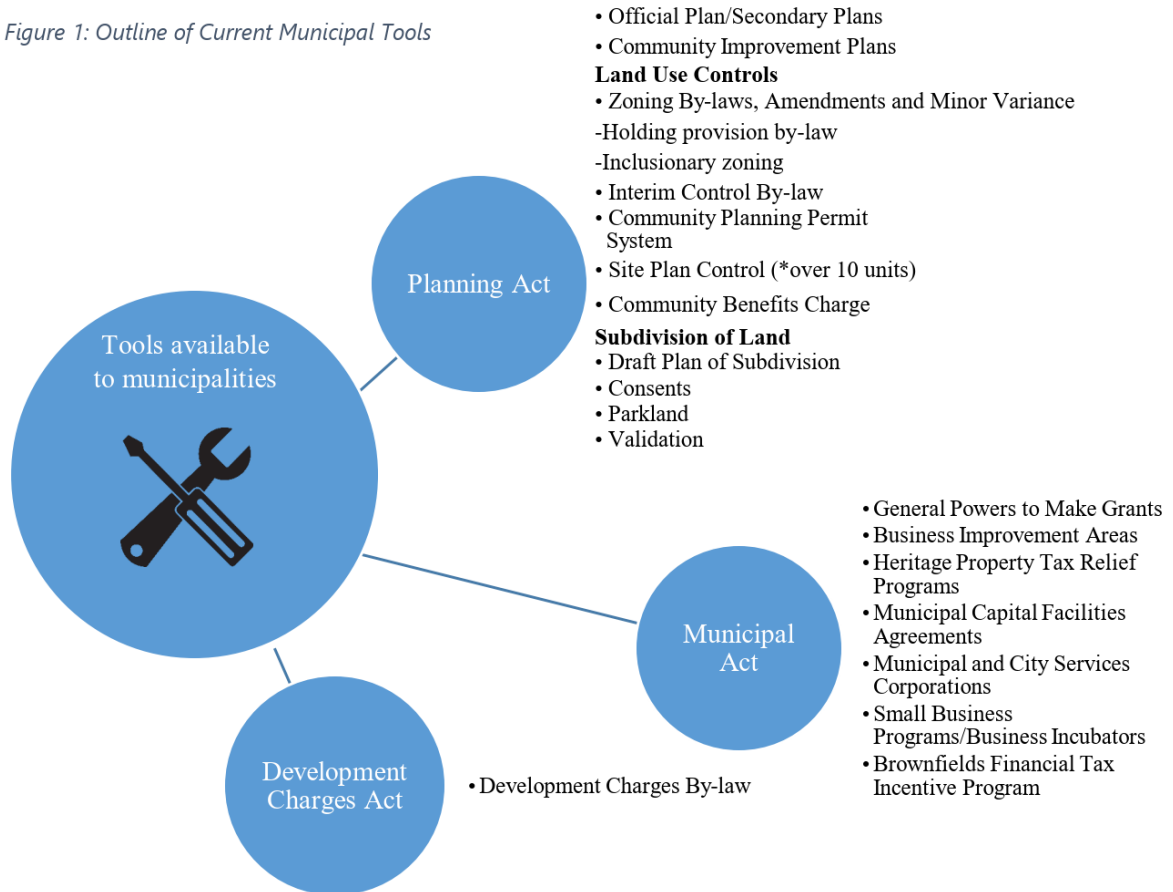 Figure 1: Outline of Current Municipal Tools
• Official Plan/Secondary Plans
• Community Improvement Plans
Land Use Controls
• Zoning By-laws, Amendments and Minor Variance
-Holding provision by-law
-Inclusionary zoning
• Interim Control By-law
• Community Planning Permit
System
• Site Plan Control (*over 10 units)
• Community Benefits Charge
Subdivision of Land
• Draft Plan of Subdivision
• Consents
• Parkland
• Validation
Planning Act
Tools available
to municipalities
• General Powers to Make Grants
• Business Improvement Areas
• Heritage Property Tax Relief
Programs
• Municipal Capital Facilities
Agreements
• Municipal and City Services
Corporations
• Small Business
Programs/Business Incubators
• Brownfields Financial Tax
Incentive Program
Municipal
Act
Development
Charges Act
• Development Charges By-law